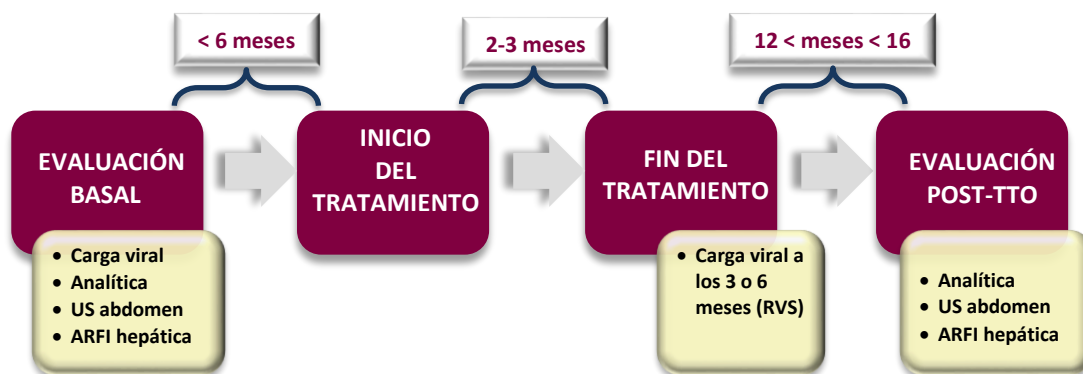 < 6 meses
2-3 meses
12 < meses < 16
EVALUACIÓN
BASAL
INICIO
DEL
TRATAMIENTO
FIN DEL
TRATAMIENTO
EVALUACIÓN
POST-TTO
• Carga viral
• Analítica
• US abdomen
• ARFI hepática
• Carga viral a
los 3 o 6
meses (RVS)
• Analítica
• US abdomen
• ARFI hepática